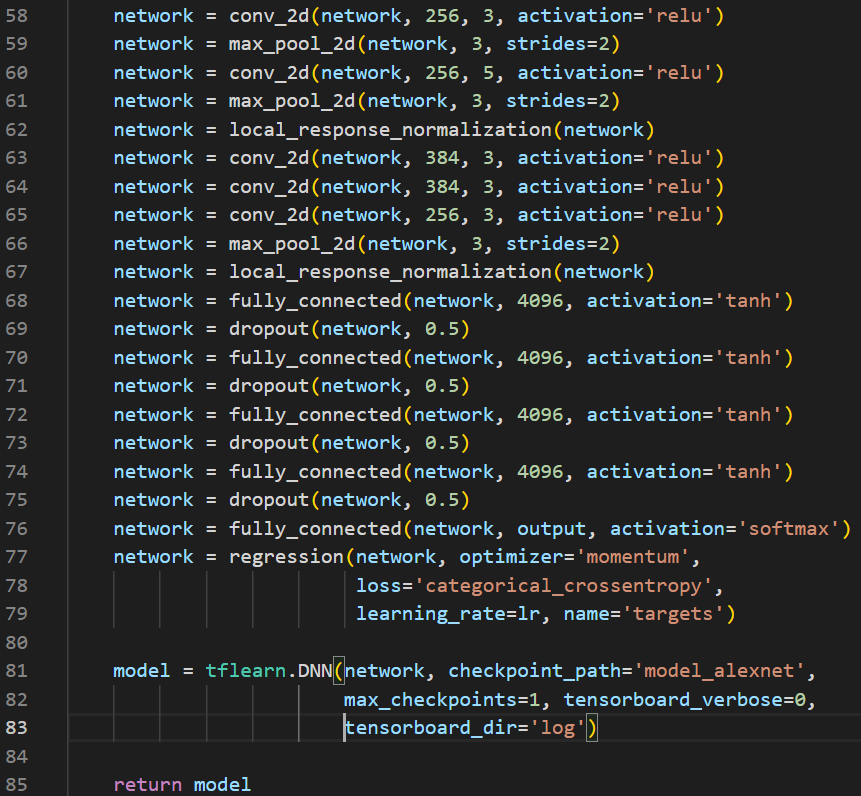 58 network = conv_2d(network, 256, 3, activation='relu')
59 network = max_pool_2d(network, 3, strides=2)
60 network = conv_2d(network, 256, 5, activation='relu')
61 network = max_pool_2d(network, 3, strides=2)
62 network = local_response_normalization(network)
63 network = conv_2d(network, 384, 3, activation='relu')
64 network = conv_2d(network, 384, 3, activation='relu')
65 network = conv_2d(network, 256, 3, activation='relu')
66 network = max_pool_2d(network, 3, strides=2)
67 network = local_response_normalization(network)
68 network = fully_connected(network, 4096, activation='tanh')
69 network = dropout(network, 0.5)
70 network = fully_connected(network, 4096, activation='tanh')
71 network = dropout(network, 0.5)
72 network = fully_connected(network, 4096, activation='tanh')
73 network = dropout(network, 0.5)
74 network = fully_connected(network, 4096, activation='tanh')
75 network = dropout(network, 0.5)
76 network = fully_connected(network, output, activation='softmax')
77 network = regression(network, optimizer='momentum',
78 loss='categorical_crossentropy',
79 learning_rate=lr, name='targets')
80
81 model = tflearn.DNN(network, checkpoint_path='model_alexnet',
82 max_checkpoints=1, tensorboard_verbose=0,
83 tensorboard_dir='log')
84
85 return model